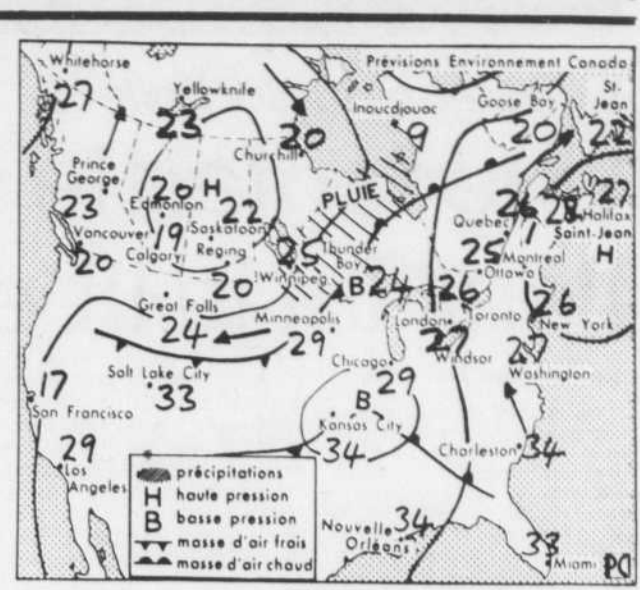 Prévisions Environnement Canada
Whitehorse
27
Yellowknife
23
Inoucdjouac
9
Goose Bay
20
St. Jean
22
Churchill
20
Prince George
23
Edmonton
20
H
Saskatoon
22
PLUIE
Vancouver
20
Calgary
19
Regina
20
Winnipeg
25
Thunder Bay
24
B
Quebec
26
28
Halifax
27
Saint-Jean
H
Montreal
25
Ottawa
Great Falls
24
Minneapolis
29
London
26
Toronto
27
Windsor
New York
26
27
Washington
Chicago
29
Salt Lake City
33
17
San Francisco
B
Kansas City
34
Charleston
34
29
Los Angeles
Nouvelle Orléans
34
33
Miami
précipitations
H haute pression
B basse pression
masse d'air frais
masse d'air chaud
PC